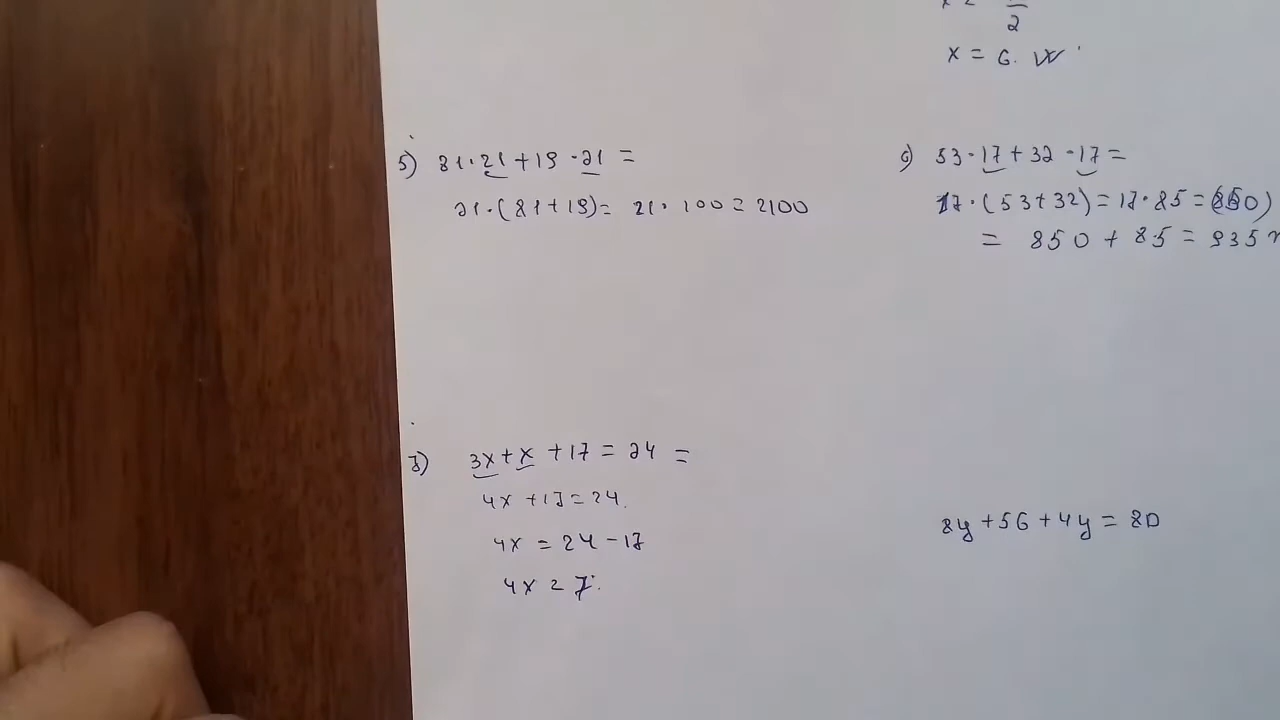 2
x = 6.
5) 81·21+19·21 =
21·(81+19)= 21·100=2100
6) 53·17+32·17=
17·(53+32)=17·85=
= 850 + 85 = 935
7) 3x+x+17=24 =
4x+17=24.
4x = 24-17
4x = 7.
8y+56+4y=80